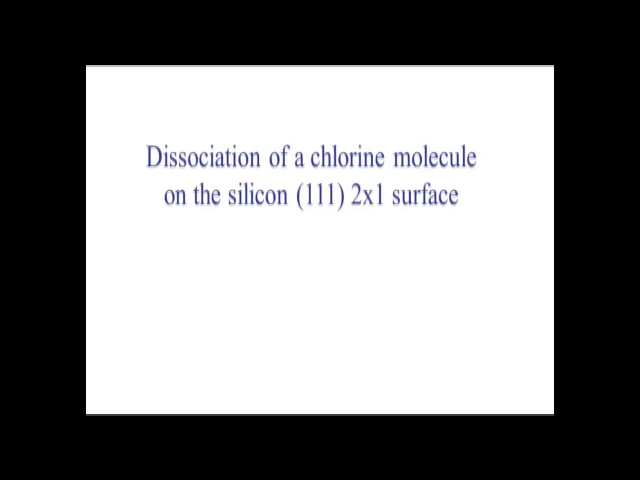 Dissociation of a chlorine molecule
on the silicon (111) 2x1 surface